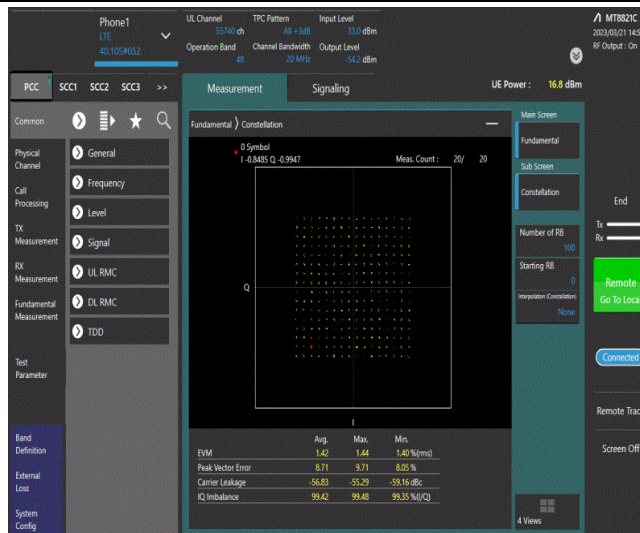 Phone1
LTE
40.105#052
UL Channel
55740 ch
TPC Pattern
All +3dB
Input Level
33.0 dBm
Operation Band
48
Channel Bandwidth
20 MHz
Output Level
-54.2 dBm
MT8821C
2023/03/21 14:5
RF Output : On
PCC SCC1 SCC2 SCC3 >>
Measurement
Signaling
UE Power : 16.8 dBm
Common
Physical
Channel
Call
Processing
TX
Measurement
RX
Measurement
Fundamental
Measurement
Test
Parameter
Band
Definition
External
Loss
System
Config
General
Frequency
Level
Signal
UL RMC
DL RMC
TDD
Fundamental 〉 Constellation
0 Symbol
I -0.8485 Q -0.9947
Meas. Count : 20/ 20
Q
I
Avg. Max. Min.
EVM 1.42 1.44 1.40 %(rms)
Peak Vector Error 8.71 9.71 8.05 %
Carrier Leakage -56.83 -55.29 -59.16 dBc
IQ Imbalance 99.42 99.48 99.35 %(I/Q)
Main Screen
Fundamental
Sub Screen
Constellation
Number of RB
100
Starting RB
0
Interpolation (Constellation)
None
4 Views
End
Tx
Rx
Remote
Go To Loca
Connected
Remote Trac
Screen Off